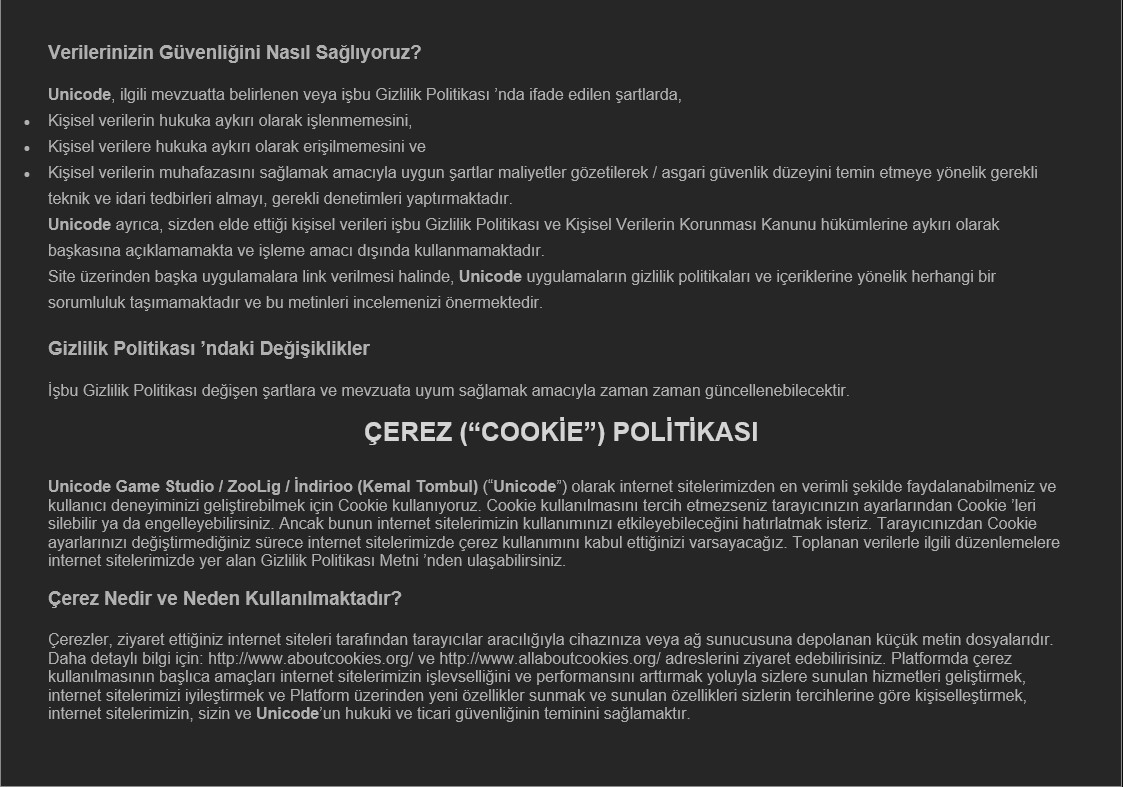 Verilerinizin Güvenliğini Nasıl Sağlıyoruz?
Unicode, ilgili mevzuatta belirlenen veya işbu Gizlilik Politikası ’nda ifade edilen şartlarda,
• Kişisel verilerin hukuka aykırı olarak işlenmemesini,
• Kişisel verilere hukuka aykırı olarak erişilmemesini ve
• Kişisel verilerin muhafazasını sağlamak amacıyla uygun şartlar maliyetler gözetilerek / asgari güvenlik düzeyini temin etmeye yönelik gerekli
teknik ve idari tedbirleri almayı, gerekli denetimleri yaptırmaktadır.
Unicode ayrıca, sizden elde ettiği kişisel verileri işbu Gizlilik Politikası ve Kişisel Verilerin Korunması Kanunu hükümlerine aykırı olarak
başkasına açıklamamakta ve işleme amacı dışında kullanmamaktadır.
Site üzerinden başka uygulamalara link verilmesi halinde, Unicode uygulamaların gizlilik politikaları ve içeriklerine yönelik herhangi bir
sorumluluk taşımamaktadır ve bu metinleri incelemenizi önermektedir.
Gizlilik Politikası ’ndaki Değişiklikler
İşbu Gizlilik Politikası değişen şartlara ve mevzuata uyum sağlamak amacıyla zaman zaman güncellenebilecektir.
ÇEREZ (“COOKİE”) POLİTİKASI
Unicode Game Studio / ZooLig / İndirioo (Kemal Tombul) (“Unicode”) olarak internet sitelerimizden en verimli şekilde faydalanabilmeniz ve
kullanıcı deneyiminizi geliştirebilmek için Cookie kullanıyoruz. Cookie kullanılmasını tercih etmezseniz tarayıcınızın ayarlarından Cookie ’leri
silebilir ya da engelleyebilirsiniz. Ancak bunun internet sitelerimizin kullanımınızı etkileyebileceğini hatırlatmak isteriz. Tarayıcınızdan Cookie
ayarlarınızı değiştirmediğiniz sürece internet sitelerimizde çerez kullanımını kabul ettiğinizi varsayacağız. Toplanan verilerle ilgili düzenlemelere
internet sitelerimizde yer alan Gizlilik Politikası Metni ’nden ulaşabilirsiniz.
Çerez Nedir ve Neden Kullanılmaktadır?
Çerezler, ziyaret ettiğiniz internet siteleri tarafından tarayıcılar aracılığıyla cihazınıza veya ağ sunucusuna depolanan küçük metin dosyalarıdır.
Daha detaylı bilgi için: http://www.aboutcookies.org/ ve http://www.allaboutcookies.org/ adreslerini ziyaret edebilirisiniz. Platformda çerez
kullanılmasının başlıca amaçları internet sitelerimizin işlevselliğini ve performansını arttırmak yoluyla sizlere sunulan hizmetleri geliştirmek,
internet sitelerimizi iyileştirmek ve Platform üzerinden yeni özellikler sunmak ve sunulan özellikleri sizlerin tercihlerine göre kişiselleştirmek,
internet sitelerimizin, sizin ve Unicode’un hukuki ve ticari güvenliğinin teminini sağlamaktır.